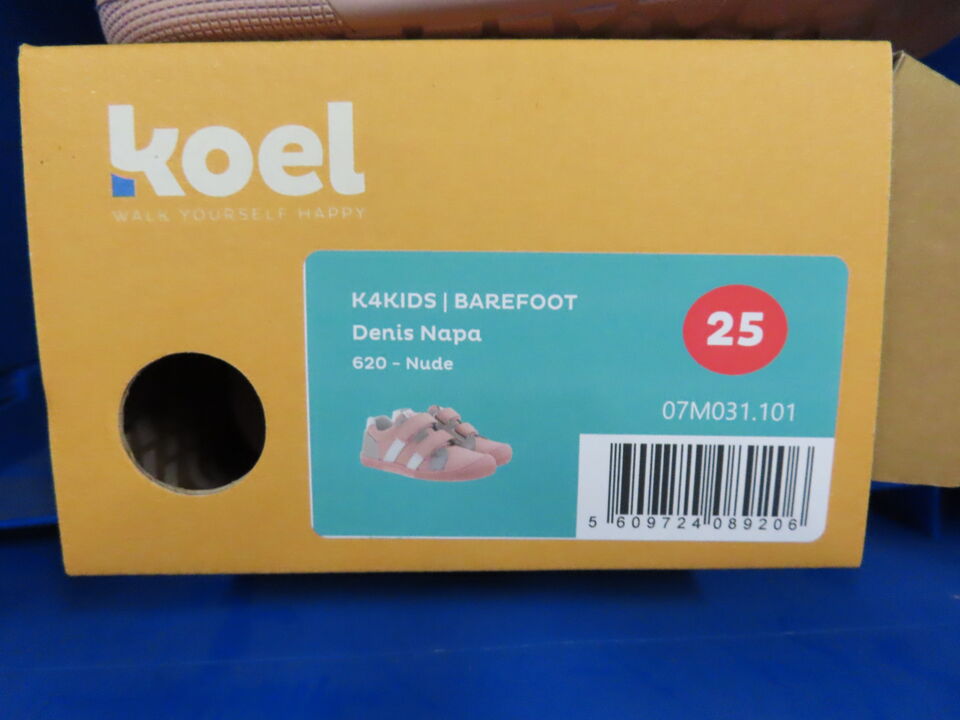 koel
WALK YOURSELF HAPPY
K4KIDS | BAREFOOT
Denis Napa
620 - Nude
25
07M031.101
5 609724 089206